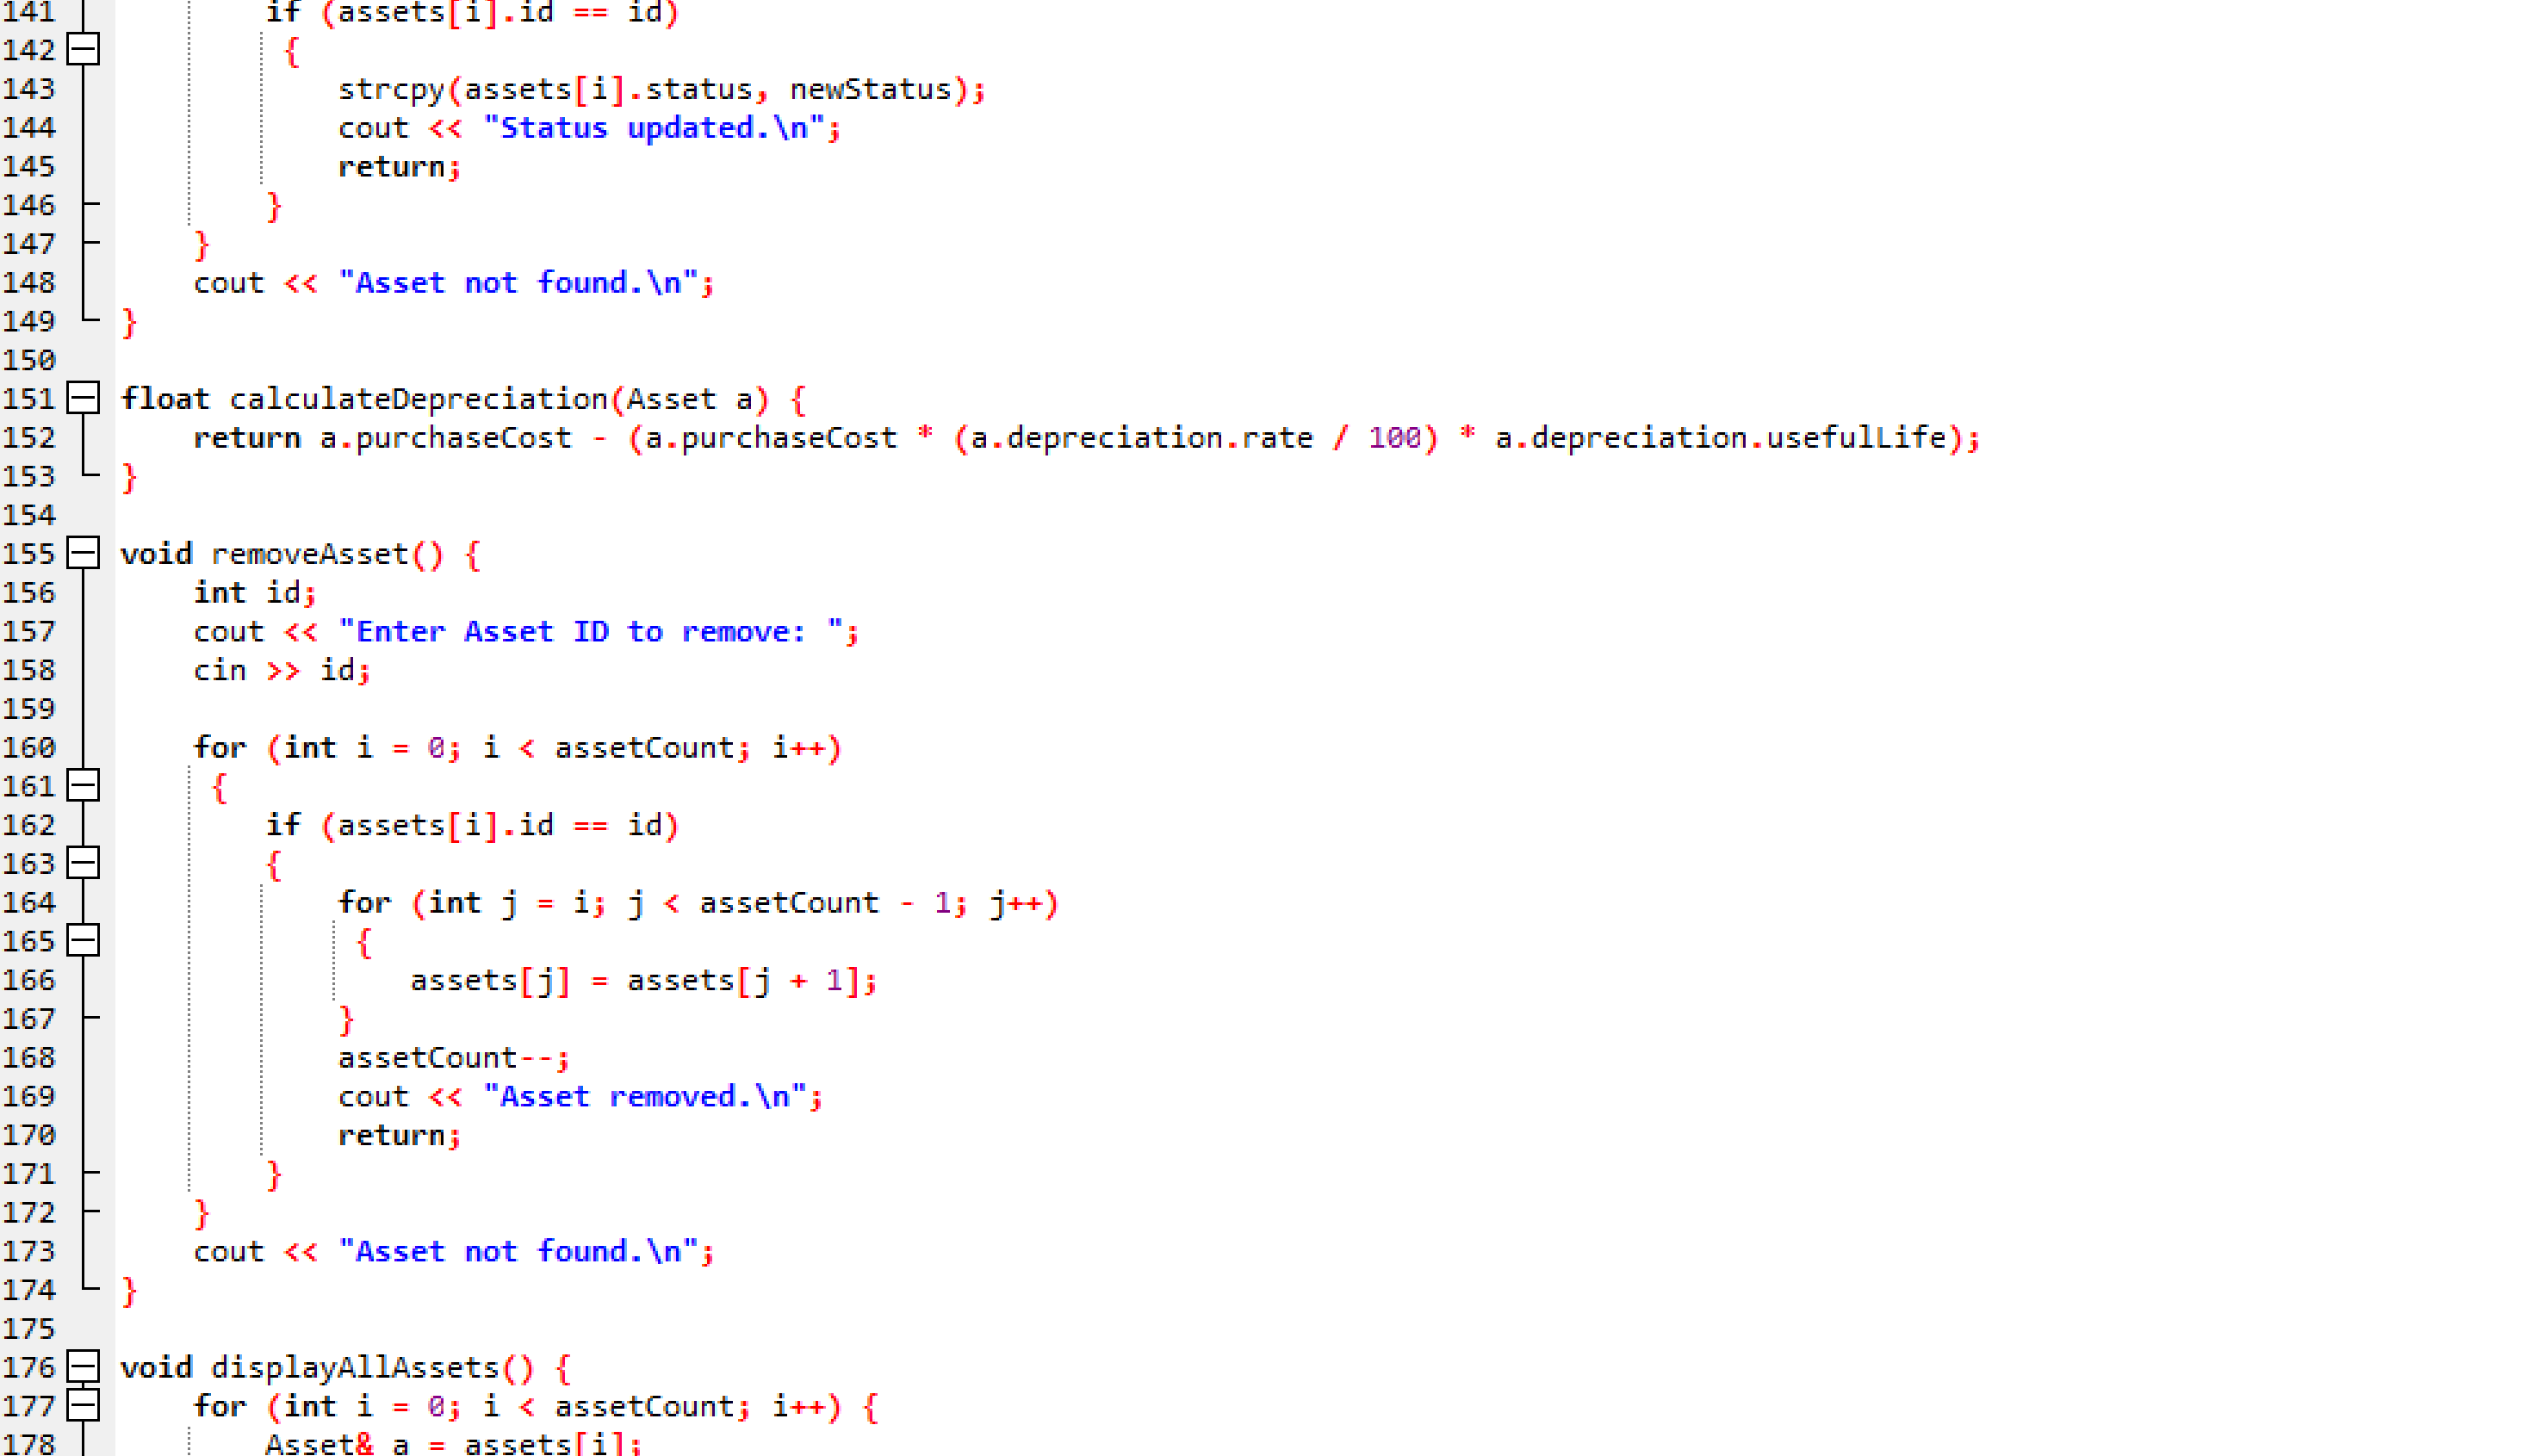 141 if (assets[i].id == id)
142 {
143 strcpy(assets[i].status, newStatus);
144 cout << "Status updated.\n";
145 return;
146 }
147 }
148 cout << "Asset not found.\n";
149 }
150
151 float calculateDepreciation(Asset a) {
152 return a.purchaseCost - (a.purchaseCost * (a.depreciation.rate / 100) * a.depreciation.usefulLife);
153 }
154
155 void removeAsset() {
156 int id;
157 cout << "Enter Asset ID to remove: ";
158 cin >> id;
159
160 for (int i = 0; i < assetCount; i++)
161 {
162 if (assets[i].id == id)
163 {
164 for (int j = i; j < assetCount - 1; j++)
165 {
166 assets[j] = assets[j + 1];
167 }
168 assetCount--;
169 cout << "Asset removed.\n";
170 return;
171 }
172 }
173 cout << "Asset not found.\n";
174 }
175
176 void displayAllAssets() {
177 for (int i = 0; i < assetCount; i++) {
178 Asset& a = assets[i];